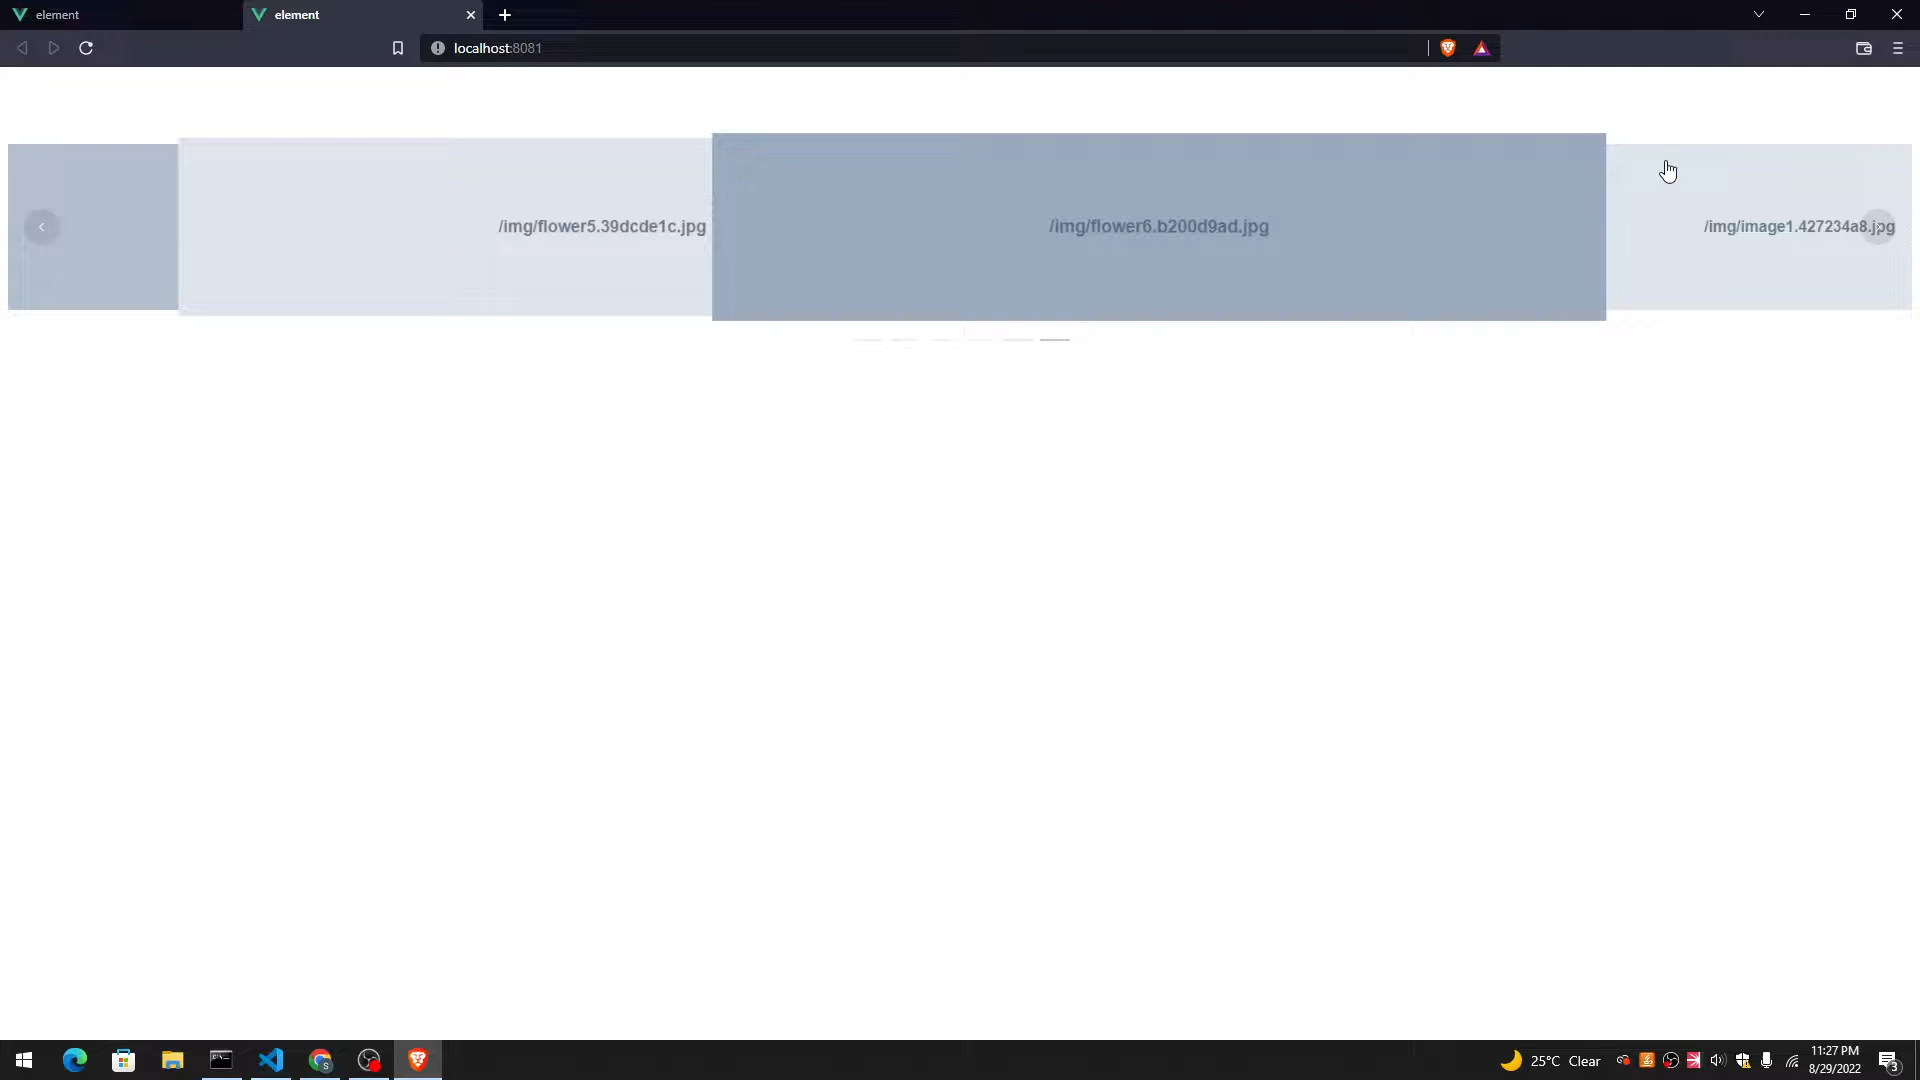 element
element
localhost:8081
/img/flower5.39dcde1c.jpg
/img/flower6.b200d9ad.jpg
/img/image1.427234a8.jpg
25°C Clear
11:27 PM
8/29/2022
3